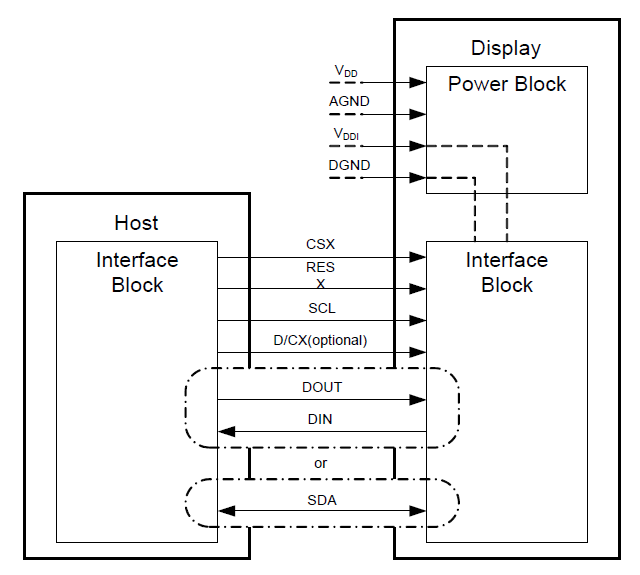 Display
Power Block
VDD
AGND
VDDI
DGND
Host
Interface
Block
Interface
Block
CSX
RES
X
SCL
D/CX(optional)
DOUT
DIN
or
SDA